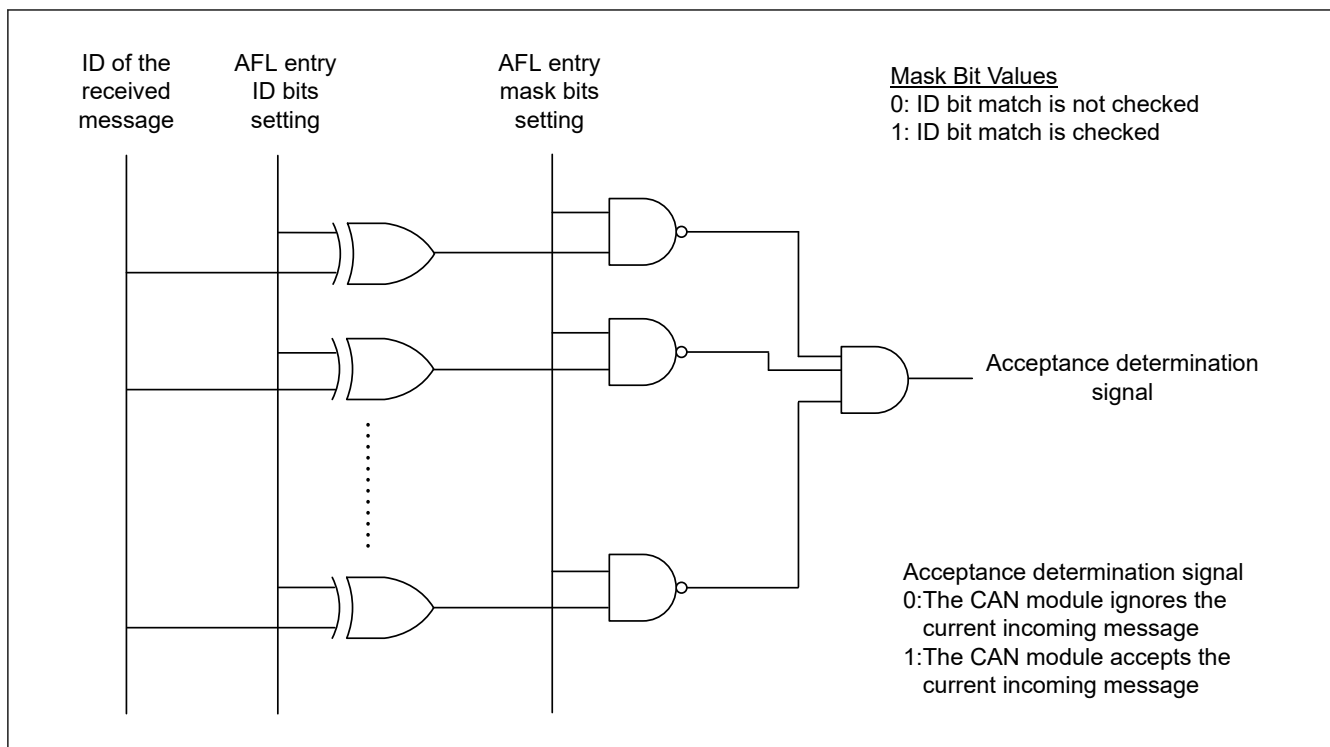 ID of the
received
message
AFL entry
ID bits
setting
AFL entry
mask bits
setting
Mask Bit Values
0: ID bit match is not checked
1: ID bit match is checked
Acceptance determination
signal
Acceptance determination signal
0:The CAN module ignores the
current incoming message
1:The CAN module accepts the
current incoming message